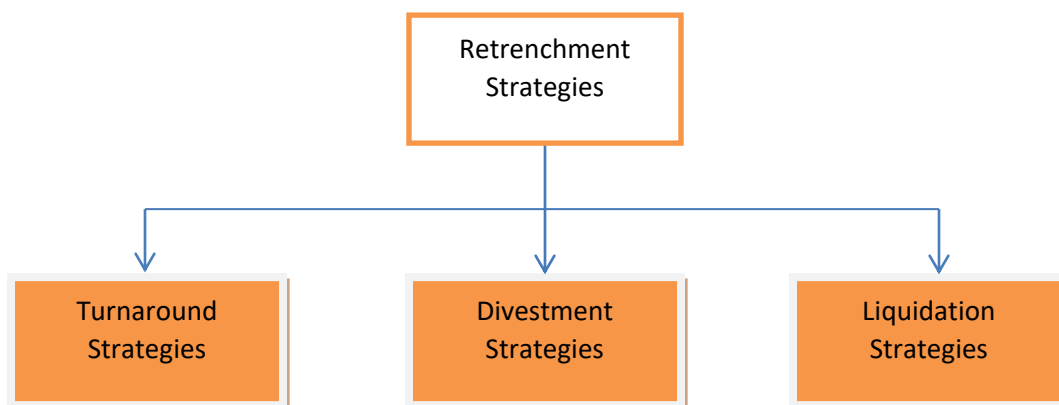 Retrenchment
Strategies
Turnaround
Strategies
Divestment
Strategies
Liquidation
Strategies